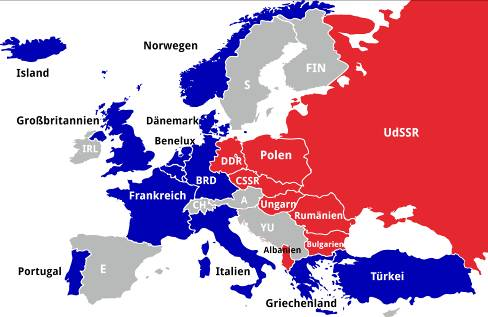 Norwegen
Island
S
FIN
Großbritannien
Dänemark
IRL
Benelux
UdSSR
DDR
Polen
BRD
CSSR
Frankreich
CH
A
Ungarn
Rumänien
YU
Albanien
Bulgarien
Portugal
E
Italien
Türkei
Griechenland